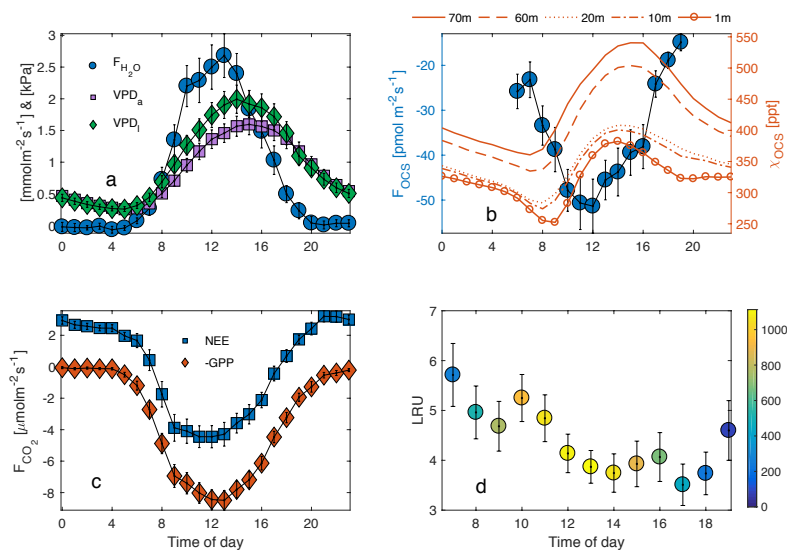 70m 60m 20m 10m 1m
3
2.5
2
1.5
1
0.5
0
[mmolm⁻²s⁻¹] & [kPa]
F_H₂O
VPD_a
VPD_l
a
0 4 8 12 16 20
-20
-30
-40
-50
F_OCS [pmol m⁻²s⁻¹]
b
550
500
450
400
350
300
250
χ_OCS [ppt]
0 4 8 12 16 20
2
0
-2
-4
-6
-8
F_CO₂ [μmolm⁻²s⁻¹]
NEE
-GPP
c
0 4 8 12 16 20
Time of day
7
6
5
4
3
LRU
d
8 10 12 14 16 18
Time of day
1000
800
600
400
200
0